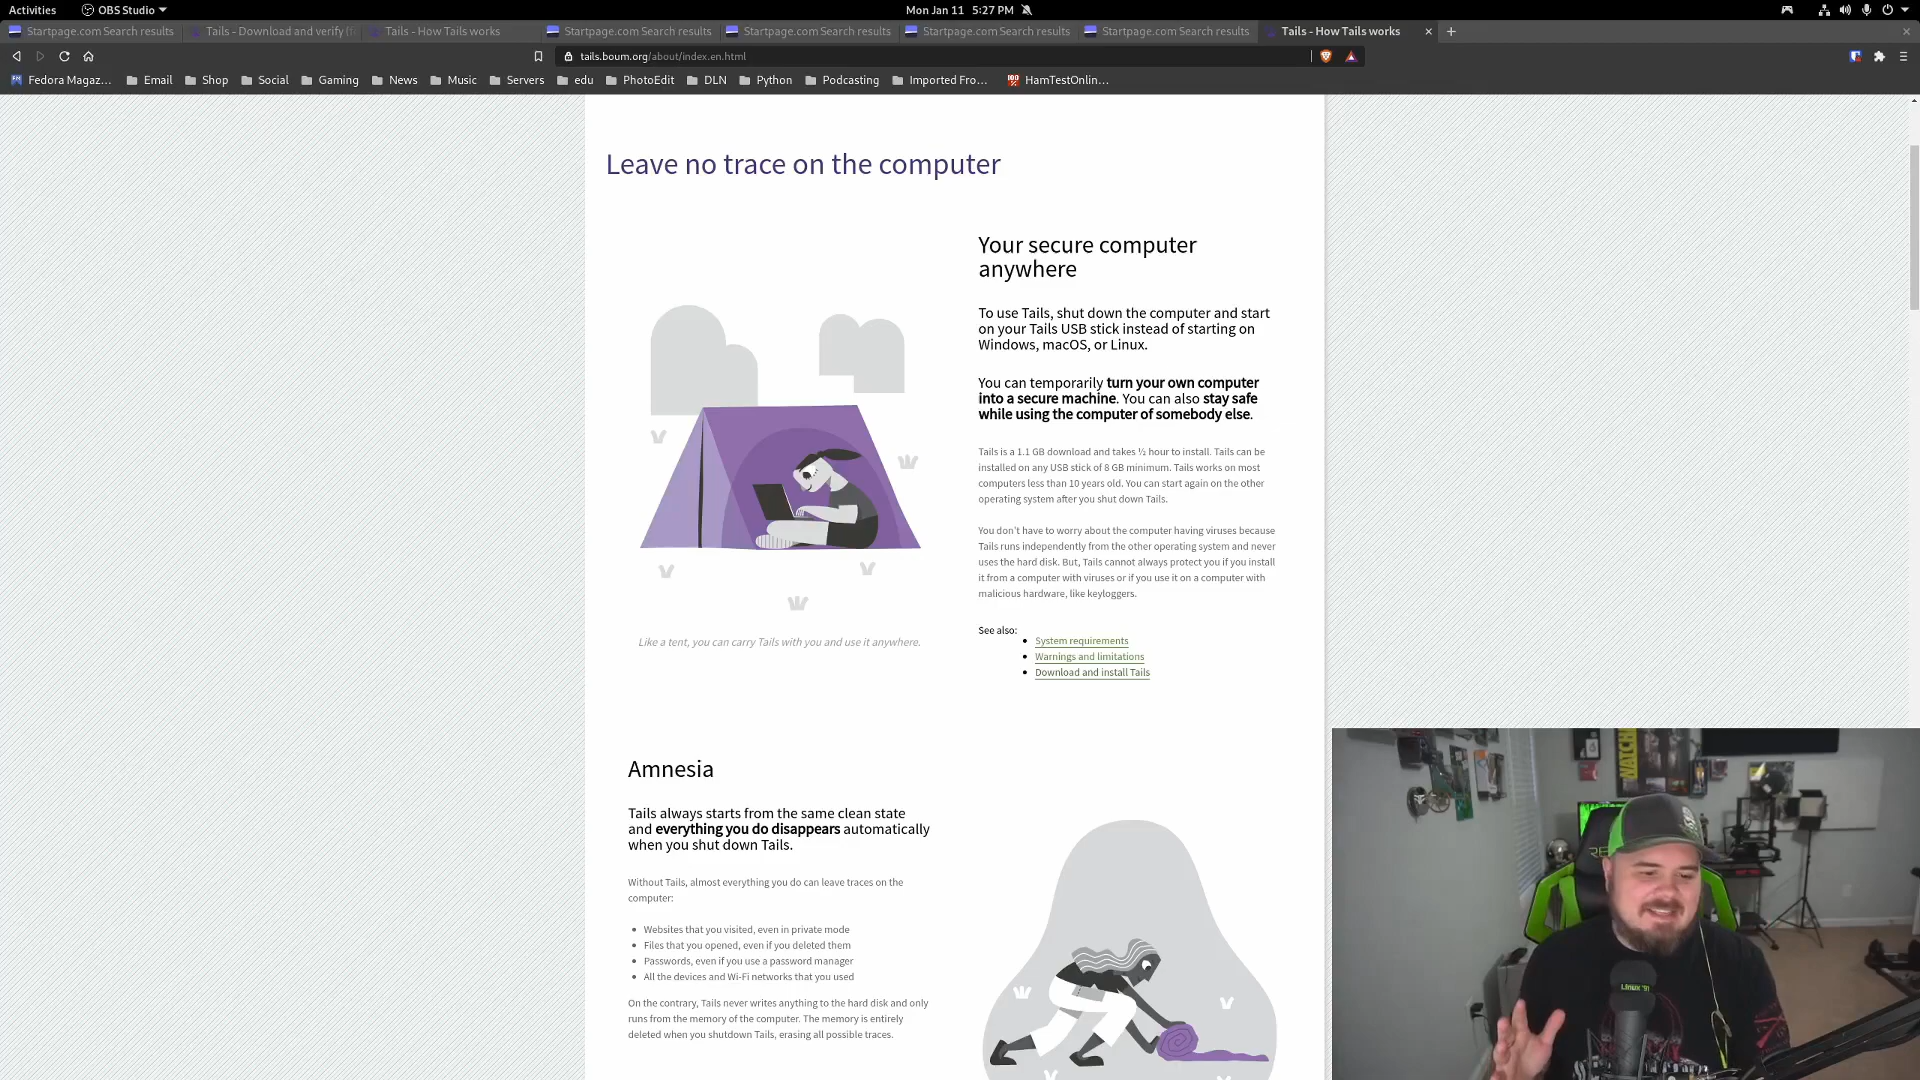 Activities
OBS Studio
Mon Jan 11 5:27 PM
Startpage.com Search results
Tails - Download and verify (
Tails - How Tails works
Startpage.com Search results
Startpage.com Search results
Startpage.com Search results
Startpage.com Search results
Tails - How Tails works
tails.boum.org/about/index.en.html
Fedora Magaz…
Email
Shop
Social
Gaming
News
Music
Servers
edu
PhotoEdit
DLN
Python
Podcasting
Imported Fro…
HamTestOnlin…
Leave no trace on the computer
Your secure computer
anywhere
To use Tails, shut down the computer and start
on your Tails USB stick instead of starting on
Windows, macOS, or Linux.
You can temporarily turn your own computer
into a secure machine. You can also stay safe
while using the computer of somebody else.
Tails is a 1.1 GB download and takes ½ hour to install. Tails can be
installed on any USB stick of 8 GB minimum. Tails works on most
computers less than 10 years old. You can start again on the other
operating system after you shut down Tails.
You don't have to worry about the computer having viruses because
Tails runs independently from the other operating system and never
uses the hard disk. But, Tails cannot always protect you if you install
it from a computer with viruses or if you use it on a computer with
malicious hardware, like keyloggers.
See also:
System requirements
Warnings and limitations
Download and install Tails
Like a tent, you can carry Tails with you and use it anywhere.
Amnesia
Tails always starts from the same clean state
and everything you do disappears automatically
when you shut down Tails.
Without Tails, almost everything you do can leave traces on the
computer:
Websites that you visited, even in private mode
Files that you opened, even if you deleted them
Passwords, even if you use a password manager
All the devices and Wi-Fi networks that you used
On the contrary, Tails never writes anything to the hard disk and only
runs from the memory of the computer. The memory is entirely
deleted when you shutdown Tails, erasing all possible traces.